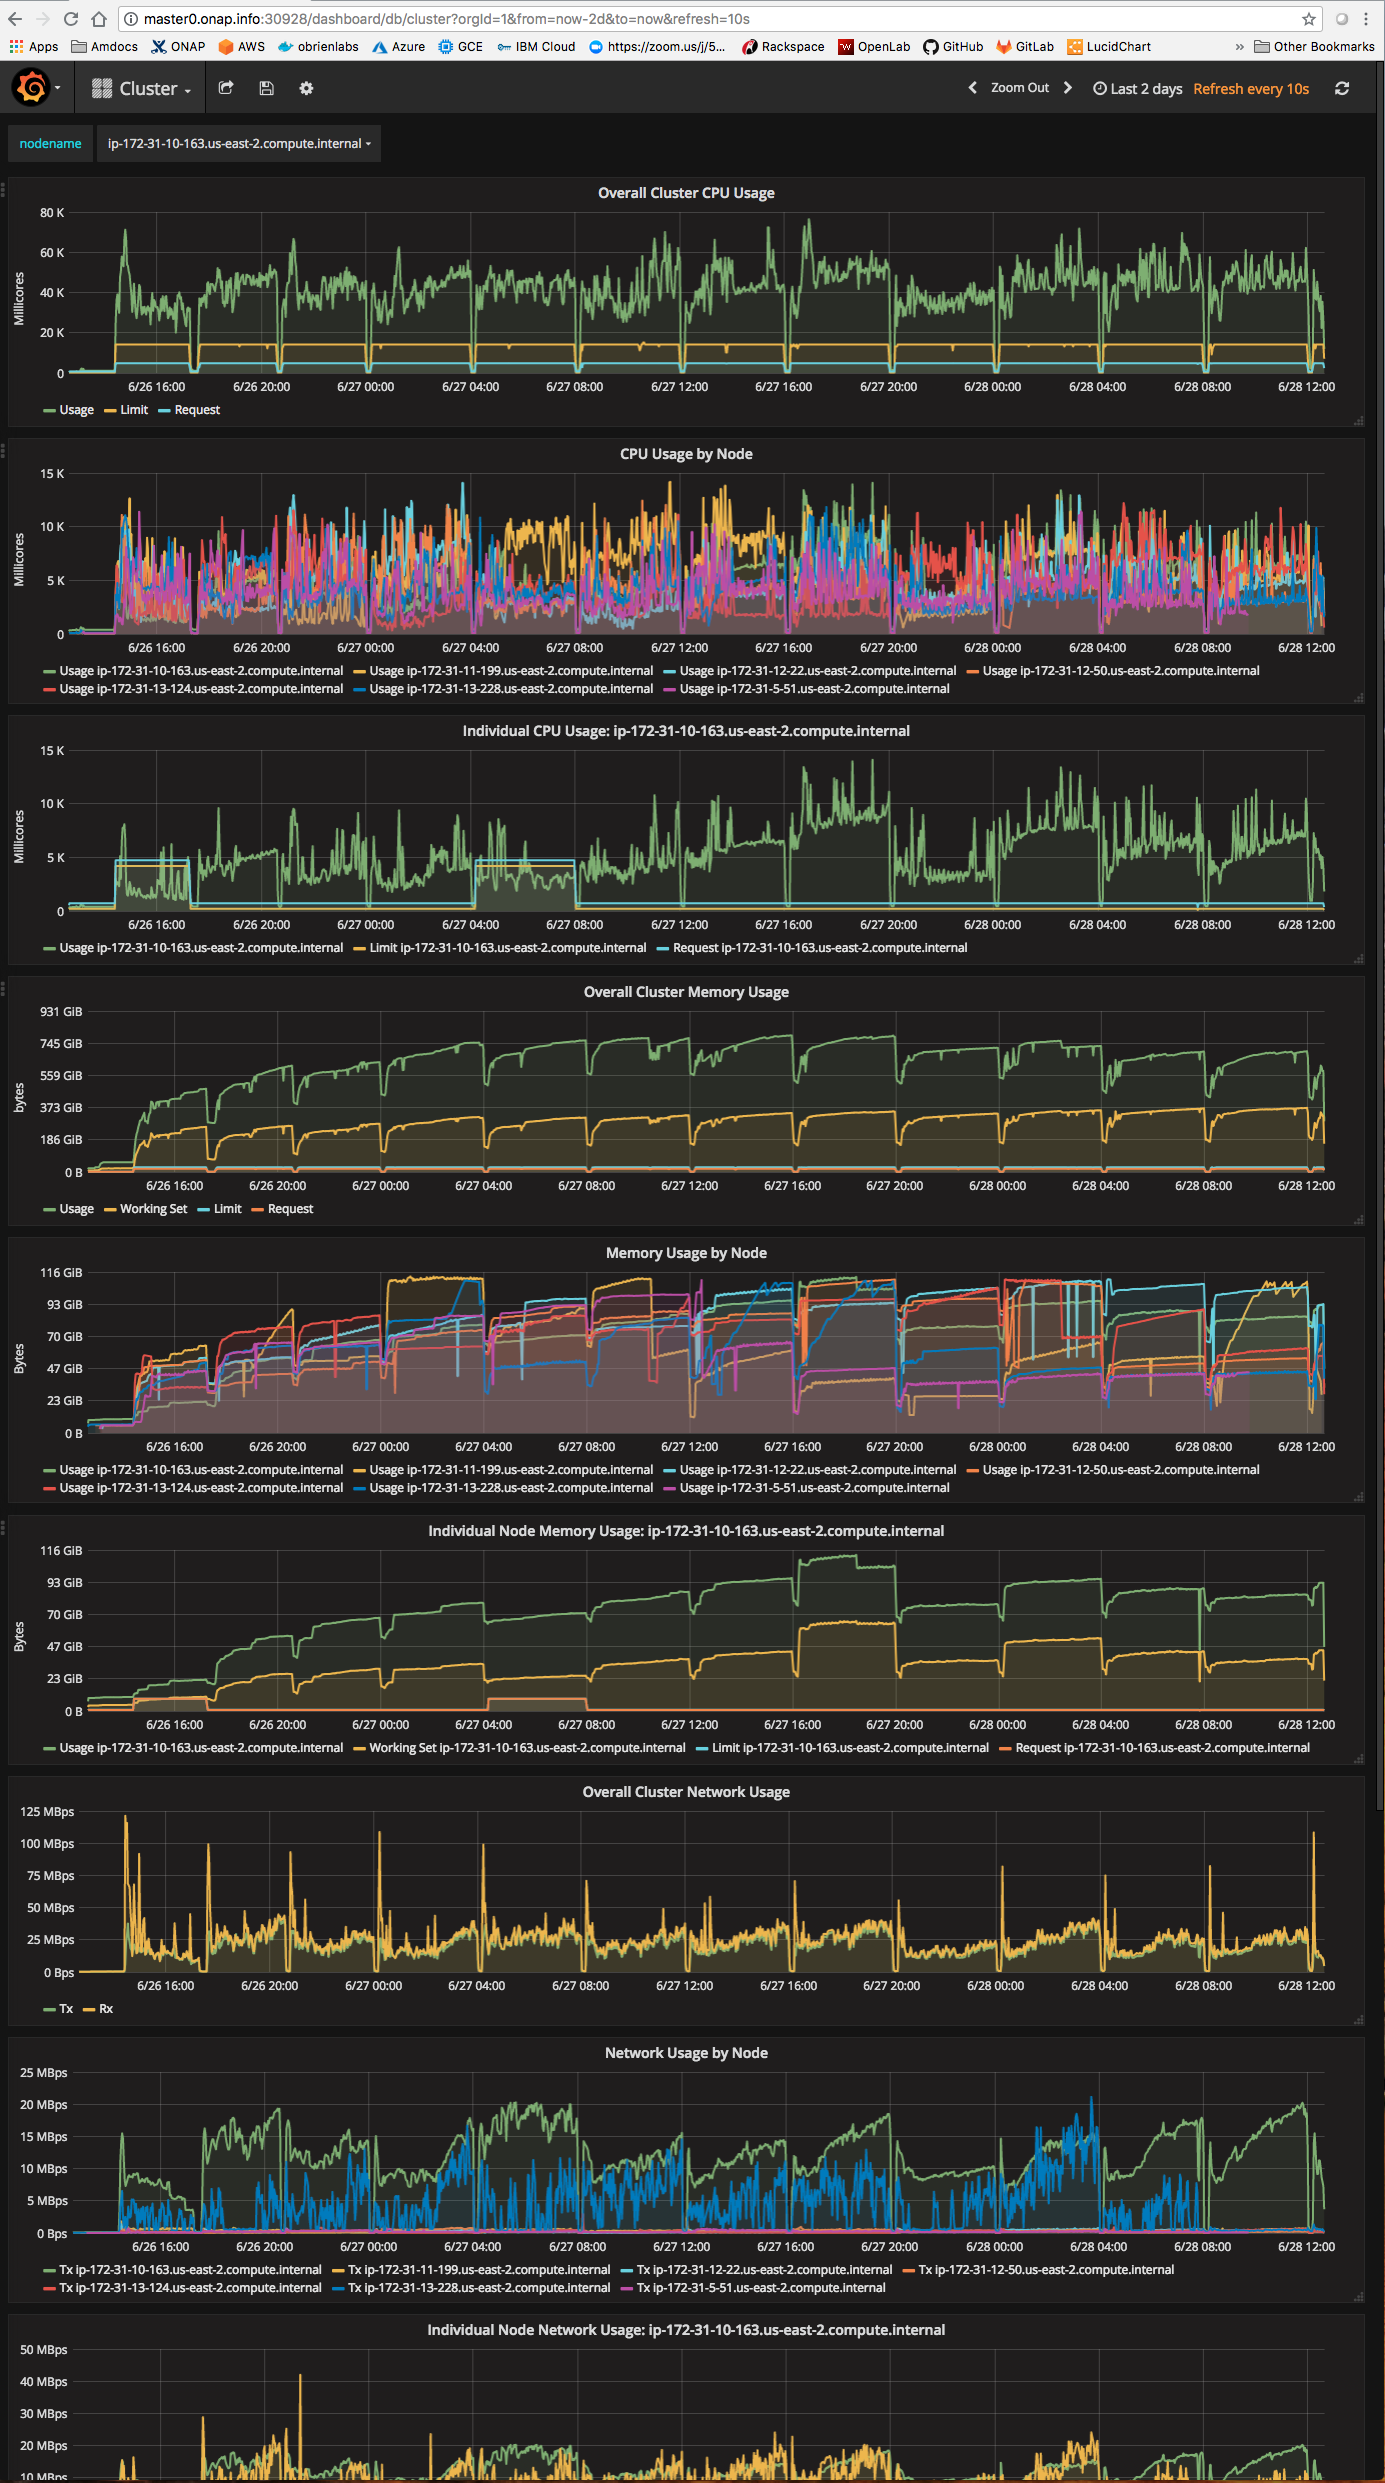 master0.onap.info:30928/dashboard/db/cluster?orgId=1&from=now-2d&to=now&refresh=10s
Apps Amdocs ONAP AWS obrienlabs Azure GCE IBM Cloud https://zoom.us/j/5... Rackspace OpenLab GitHub GitLab LucidChart » Other Bookmarks
Cluster Zoom Out Last 2 days Refresh every 10s
nodename ip-172-31-10-163.us-east-2.compute.internal
Overall Cluster CPU Usage
80 K
60 K
40 K
20 K
0
Millicores
6/26 16:00 6/26 20:00 6/27 00:00 6/27 04:00 6/27 08:00 6/27 12:00 6/27 16:00 6/27 20:00 6/28 00:00 6/28 04:00 6/28 08:00 6/28 12:00
Usage Limit Request
CPU Usage by Node
15 K
10 K
5 K
0
Millicores
6/26 16:00 6/26 20:00 6/27 00:00 6/27 04:00 6/27 08:00 6/27 12:00 6/27 16:00 6/27 20:00 6/28 00:00 6/28 04:00 6/28 08:00 6/28 12:00
Usage ip-172-31-10-163.us-east-2.compute.internal Usage ip-172-31-11-199.us-east-2.compute.internal Usage ip-172-31-12-22.us-east-2.compute.internal Usage ip-172-31-12-50.us-east-2.compute.internal
Usage ip-172-31-13-124.us-east-2.compute.internal Usage ip-172-31-13-228.us-east-2.compute.internal Usage ip-172-31-5-51.us-east-2.compute.internal
Individual CPU Usage: ip-172-31-10-163.us-east-2.compute.internal
15 K
10 K
5 K
0
Millicores
6/26 16:00 6/26 20:00 6/27 00:00 6/27 04:00 6/27 08:00 6/27 12:00 6/27 16:00 6/27 20:00 6/28 00:00 6/28 04:00 6/28 08:00 6/28 12:00
Usage ip-172-31-10-163.us-east-2.compute.internal Limit ip-172-31-10-163.us-east-2.compute.internal Request ip-172-31-10-163.us-east-2.compute.internal
Overall Cluster Memory Usage
931 GiB
745 GiB
559 GiB
373 GiB
186 GiB
0 B
bytes
6/26 16:00 6/26 20:00 6/27 00:00 6/27 04:00 6/27 08:00 6/27 12:00 6/27 16:00 6/27 20:00 6/28 00:00 6/28 04:00 6/28 08:00 6/28 12:00
Usage Working Set Limit Request
Memory Usage by Node
116 GiB
93 GiB
70 GiB
47 GiB
23 GiB
0 B
Bytes
6/26 16:00 6/26 20:00 6/27 00:00 6/27 04:00 6/27 08:00 6/27 12:00 6/27 16:00 6/27 20:00 6/28 00:00 6/28 04:00 6/28 08:00 6/28 12:00
Usage ip-172-31-10-163.us-east-2.compute.internal Usage ip-172-31-11-199.us-east-2.compute.internal Usage ip-172-31-12-22.us-east-2.compute.internal Usage ip-172-31-12-50.us-east-2.compute.internal
Usage ip-172-31-13-124.us-east-2.compute.internal Usage ip-172-31-13-228.us-east-2.compute.internal Usage ip-172-31-5-51.us-east-2.compute.internal
Individual Node Memory Usage: ip-172-31-10-163.us-east-2.compute.internal
116 GiB
93 GiB
70 GiB
47 GiB
23 GiB
0 B
Bytes
6/26 16:00 6/26 20:00 6/27 00:00 6/27 04:00 6/27 08:00 6/27 12:00 6/27 16:00 6/27 20:00 6/28 00:00 6/28 04:00 6/28 08:00 6/28 12:00
Usage ip-172-31-10-163.us-east-2.compute.internal Working Set ip-172-31-10-163.us-east-2.compute.internal Limit ip-172-31-10-163.us-east-2.compute.internal Request ip-172-31-10-163.us-east-2.compute.internal
Overall Cluster Network Usage
125 MBps
100 MBps
75 MBps
50 MBps
25 MBps
0 Bps
6/26 16:00 6/26 20:00 6/27 00:00 6/27 04:00 6/27 08:00 6/27 12:00 6/27 16:00 6/27 20:00 6/28 00:00 6/28 04:00 6/28 08:00 6/28 12:00
Tx Rx
Network Usage by Node
25 MBps
20 MBps
15 MBps
10 MBps
5 MBps
0 Bps
6/26 16:00 6/26 20:00 6/27 00:00 6/27 04:00 6/27 08:00 6/27 12:00 6/27 16:00 6/27 20:00 6/28 00:00 6/28 04:00 6/28 08:00 6/28 12:00
Tx ip-172-31-10-163.us-east-2.compute.internal Tx ip-172-31-11-199.us-east-2.compute.internal Tx ip-172-31-12-22.us-east-2.compute.internal Tx ip-172-31-12-50.us-east-2.compute.internal
Tx ip-172-31-13-124.us-east-2.compute.internal Tx ip-172-31-13-228.us-east-2.compute.internal Tx ip-172-31-5-51.us-east-2.compute.internal
Individual Node Network Usage: ip-172-31-10-163.us-east-2.compute.internal
50 MBps
40 MBps
30 MBps
20 MBps
10 MBps